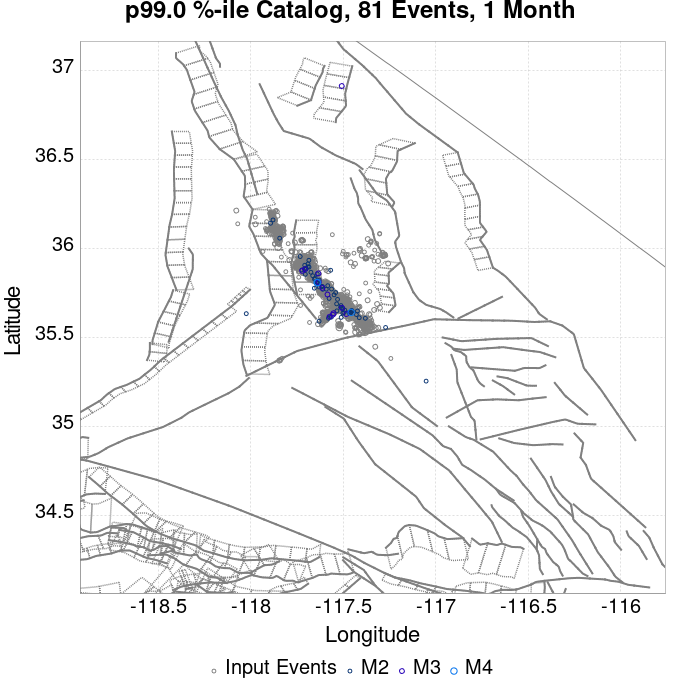 p99.0 %-ile Catalog, 81 Events, 1 Month
37
36.5
36
35.5
35
34.5
Latitude
-118.5 -118 -117.5 -117 -116.5 -116
Longitude
Input Events M2 M3 M4